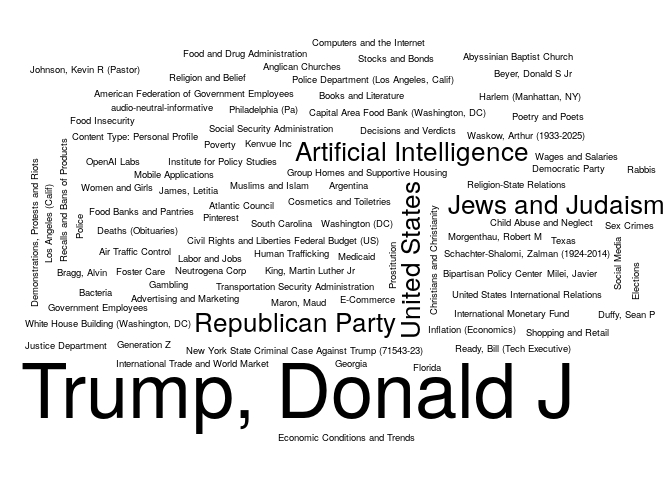 Computers and the Internet
Food and Drug Administration
Stocks and Bonds
Abyssinian Baptist Church
Anglican Churches
Johnson, Kevin R (Pastor)
Religion and Belief
Police Department (Los Angeles, Calif)
Beyer, Donald S Jr
American Federation of Government Employees
Books and Literature
Harlem (Manhattan, NY)
audio-neutral-informative
Philadelphia (Pa)
Capital Area Food Bank (Washington, DC)
Poetry and Poets
Food Insecurity
Social Security Administration
Decisions and Verdicts
Waskow, Arthur (1933-2025)
Content Type: Personal Profile
Poverty
Kenvue Inc
Artificial Intelligence
Wages and Salaries
OpenAI Labs
Institute for Policy Studies
Democratic Party
Rabbis
Mobile Applications
Group Homes and Supportive Housing
Women and Girls
James, Letitia
Muslims and Islam
Argentina
Religion-State Relations
Cosmetics and Toiletries
Jews and Judaism
Food Banks and Pantries
Atlantic Council
Pinterest
South Carolina
Washington (DC)
Child Abuse and Neglect
Sex Crimes
Deaths (Obituaries)
Civil Rights and Liberties
Federal Budget (US)
Morgenthau, Robert M
Texas
Air Traffic Control
Labor and Jobs
Human Trafficking
Medicaid
Schachter-Shalomi, Zalman (1924-2014)
Bragg, Alvin
Foster Care
Neutrogena Corp
King, Martin Luther Jr
Bipartisan Policy Center
Milei, Javier
Gambling
Transportation Security Administration
Bacteria
Advertising and Marketing
Maron, Maud
E-Commerce
United States International Relations
Government Employees
International Monetary Fund
Duffy, Sean P
White House Building (Washington, DC)
Republican Party
Inflation (Economics)
Shopping and Retail
Justice Department
Generation Z
New York State Criminal Case Against Trump (71543-23)
Ready, Bill (Tech Executive)
International Trade and World Market
Georgia
Florida
Trump, Donald J
Economic Conditions and Trends
Demonstrations, Protests and Riots
Los Angeles (Calif)
Recalls and Bans of Products
Police
Prostitution
United States
Christians and Christianity
Social Media
Elections